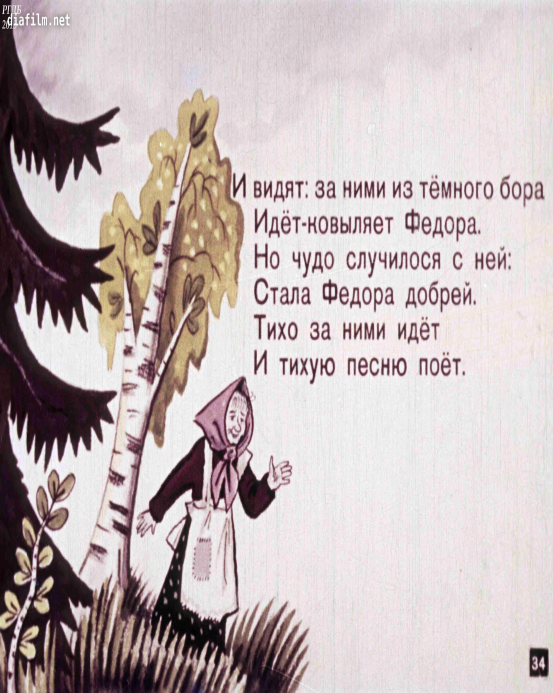 РГДБ
diafilm.net
И видят: за ними из тёмного бора
Идёт-ковыляет Федора.
Но чудо случилося с ней:
Стала Федора добрей.
Тихо за ними идёт
И тихую песню поёт.
34